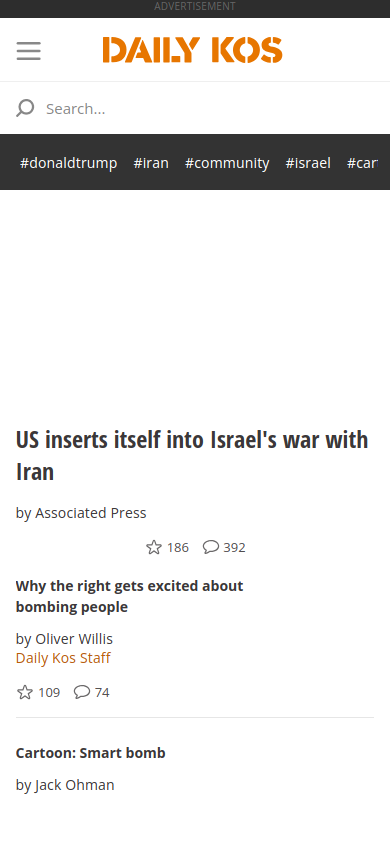 ADVERTISEMENT
DAILY KOS
Search...
#donaldtrump #iran #community #israel #car
US inserts itself into Israel's war with
Iran
by Associated Press
186 392
Why the right gets excited about
bombing people
by Oliver Willis
Daily Kos Staff
109 74
Cartoon: Smart bomb
by Jack Ohman